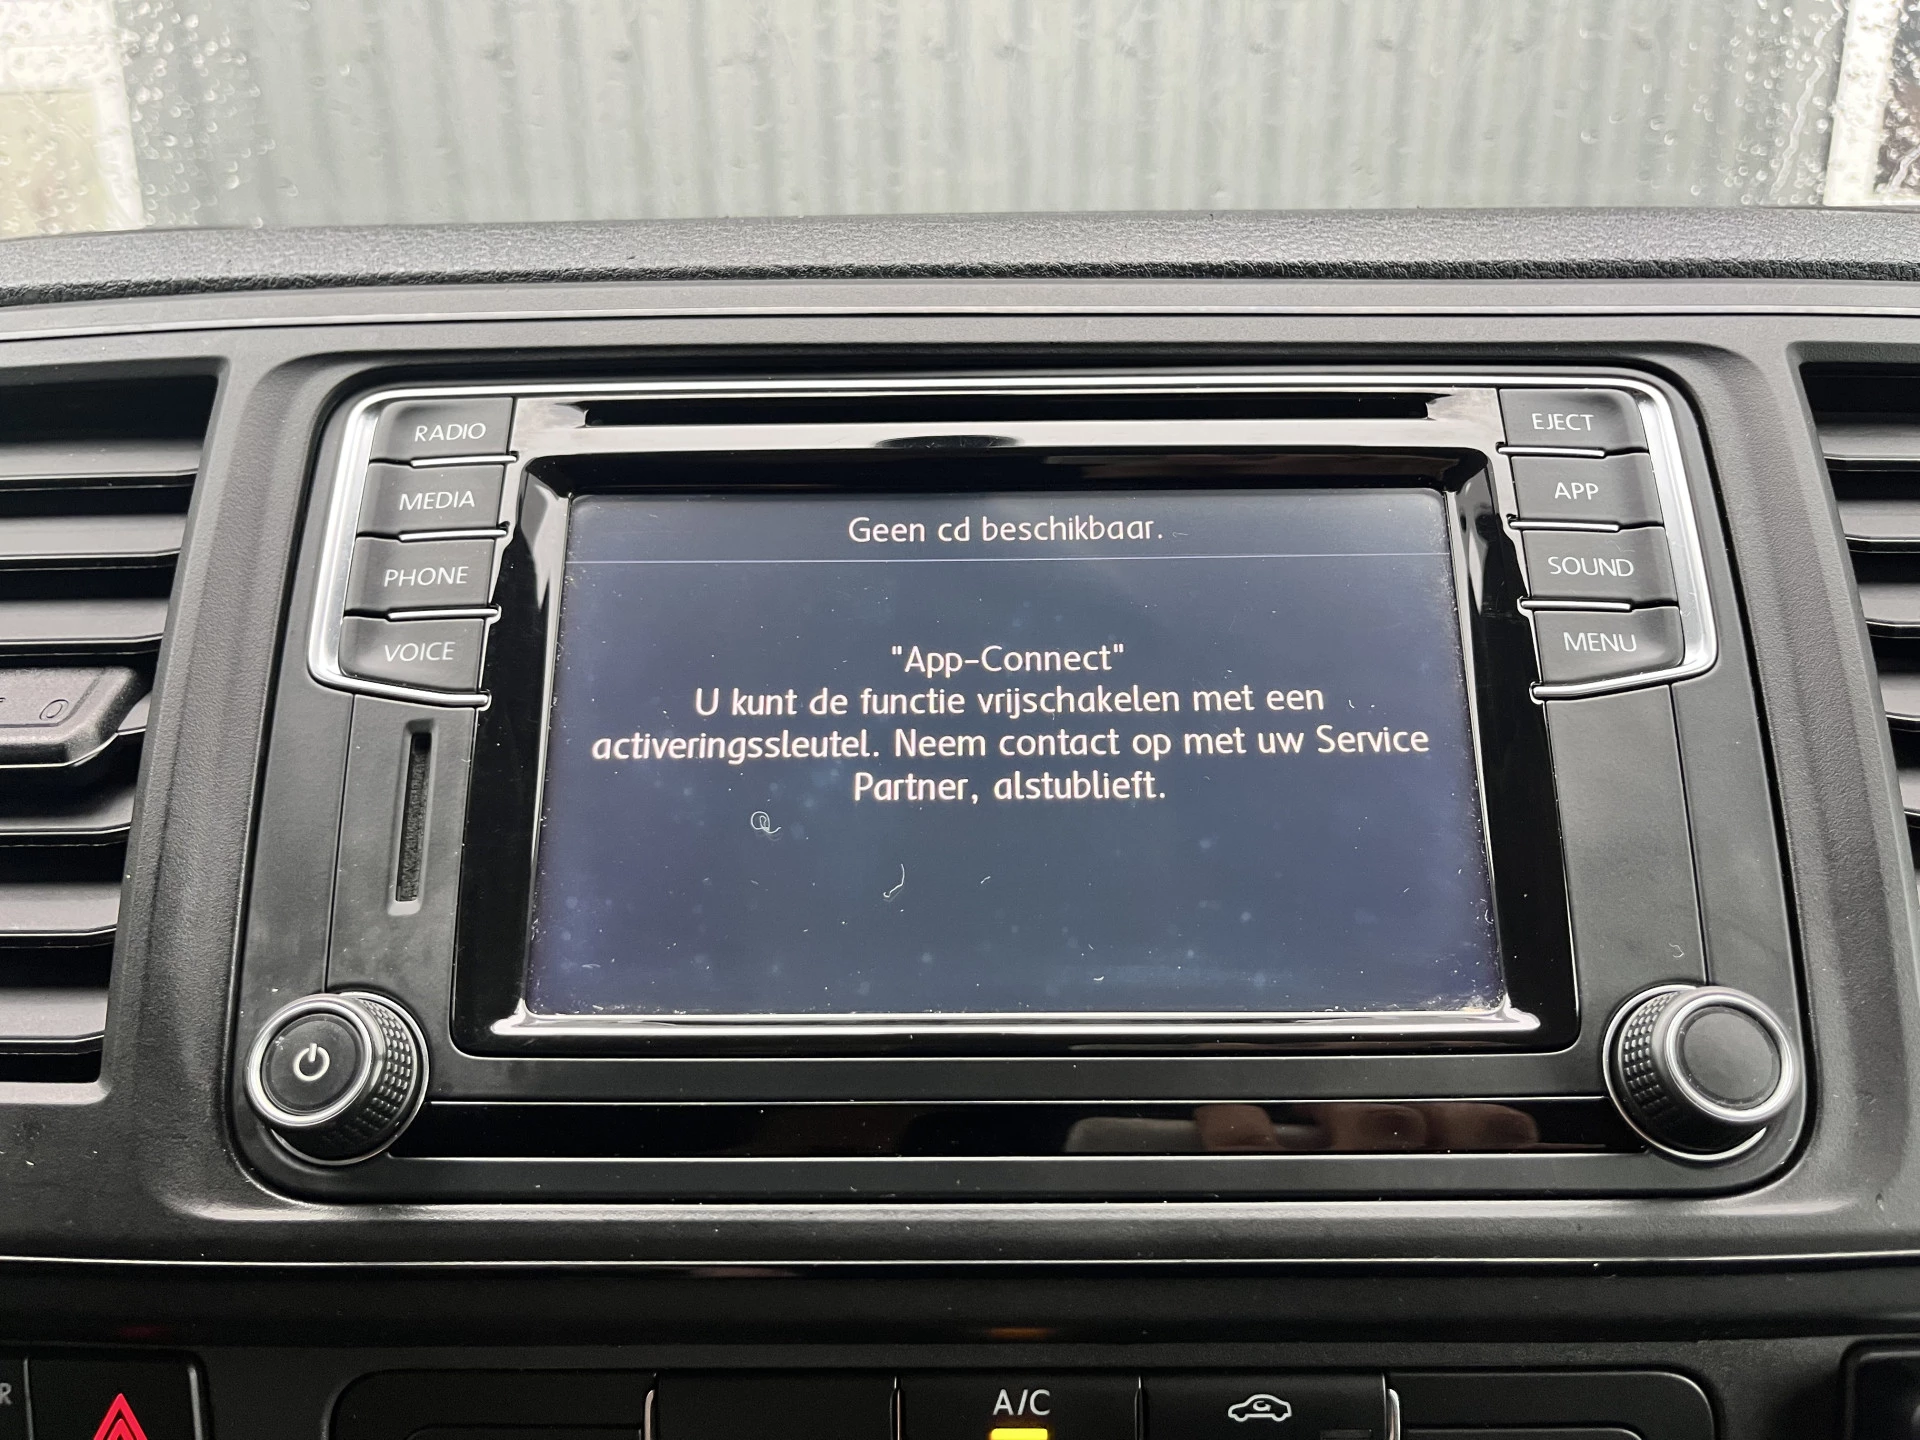 RADIO
MEDIA
PHONE
VOICE
EJECT
APP
SOUND
MENU
Geen cd beschikbaar.
"App-Connect"
U kunt de functie vrijschakelen met een
activeringssleutel. Neem contact op met uw Service
Partner, alstublieft.
A/C